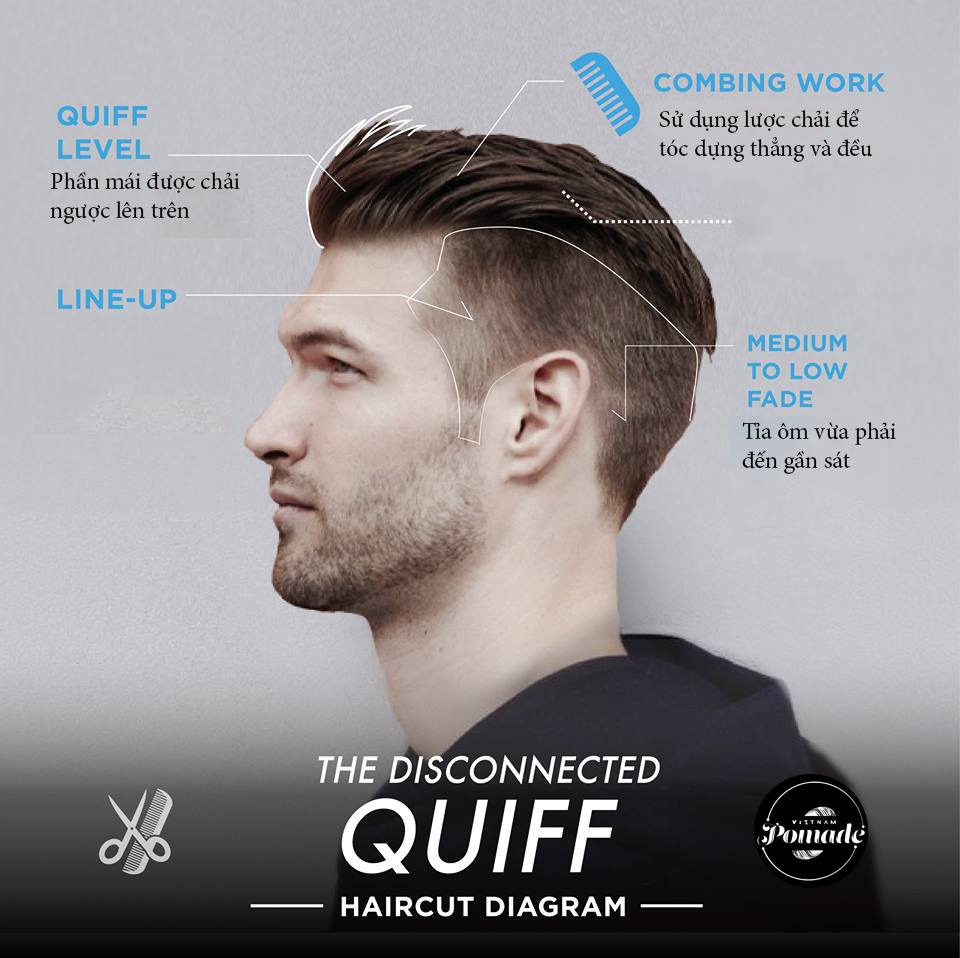 COMBING WORK
Sử dụng lược chải để
tóc dựng thẳng và đều
QUIFF
LEVEL
Phần mái được chải
ngược lên trên
LINE-UP
MEDIUM
TO LOW
FADE
Tỉa ôm vừa phải
đến gần sát
THE DISCONNECTED
QUIFF
HAIRCUT DIAGRAM
VIETNAM
Pomade